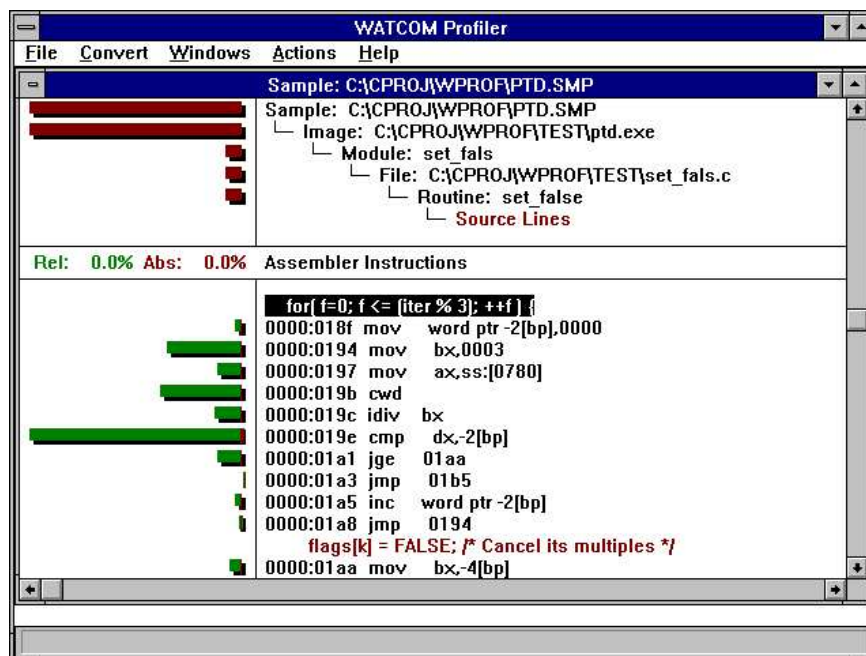 WATCOM Profiler
File Convert Windows Actions Help
Sample: C:\CPROJ\WPROF\PTD.SMP
Sample: C:\CPROJ\WPROF\PTD.SMP
Image: C:\CPROJ\WPROF\TEST\ptd.exe
Module: set_fals
File: C:\CPROJ\WPROF\TEST\set_fals.c
Routine: set_false
Source Lines
Rel: 0.0% Abs: 0.0% Assembler Instructions
for( f=0; f <= (iter % 3); ++f ) {
0000:018f mov word ptr -2[bp],0000
0000:0194 mov bx,0003
0000:0197 mov ax,ss:[0780]
0000:019b cwd
0000:019c idiv bx
0000:019e cmp dx,-2[bp]
0000:01a1 jge 01aa
0000:01a3 jmp 01b5
0000:01a5 inc word ptr -2[bp]
0000:01a8 jmp 0194
flags[k] = FALSE; /* Cancel its multiples */
0000:01aa mov bx,-4[bp]